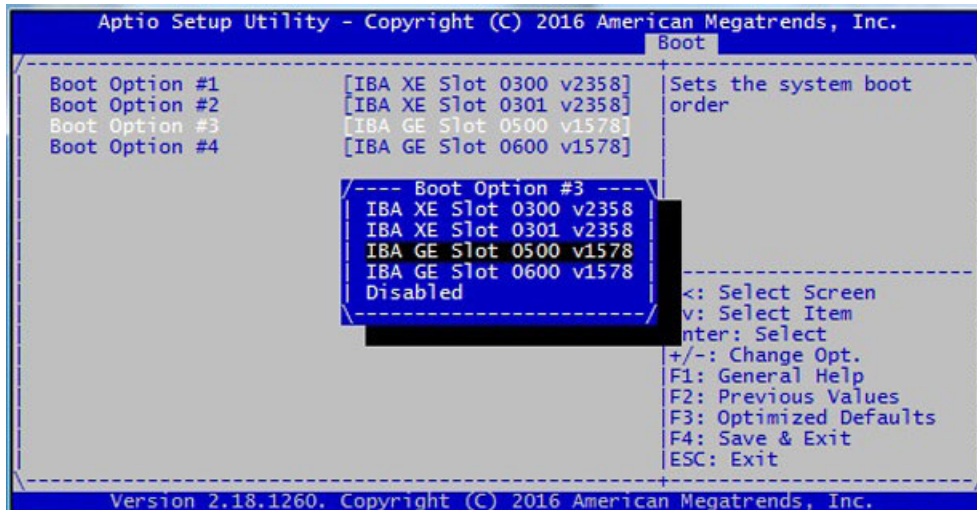 Aptio Setup Utility - Copyright (C) 2016 American Megatrends, Inc.
Boot
Boot Option #1 [IBA XE Slot 0300 v2358]
Boot Option #2 [IBA XE Slot 0301 v2358]
Boot Option #3 [IBA GE Slot 0500 v1578]
Boot Option #4 [IBA GE Slot 0600 v1578]
Sets the system boot
order
---- Boot Option #3 ----
IBA XE Slot 0300 v2358
IBA XE Slot 0301 v2358
IBA GE Slot 0500 v1578
IBA GE Slot 0600 v1578
Disabled
<: Select Screen
v: Select Item
nter: Select
+/-: Change Opt.
F1: General Help
F2: Previous Values
F3: Optimized Defaults
F4: Save & Exit
ESC: Exit
Version 2.18.1260. Copyright (C) 2016 American Megatrends, Inc.